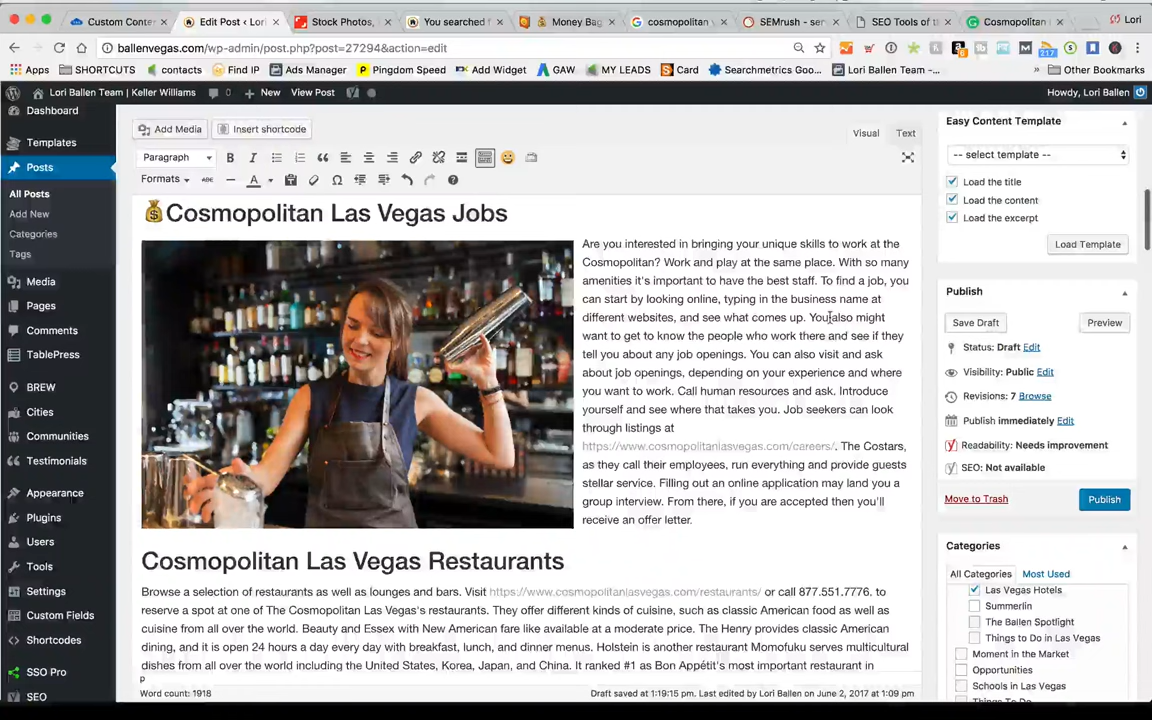 Custom Conte
Edit Post ‹ Lori
Stock Photos,
You searched f
Money Bag
cosmopolitan
SEMrush - ser
SEO Tools of th
Cosmopolitan
Lori
ballenvegas.com/wp-admin/post.php?post=27294&action=edit
217
Apps
SHORTCUTS
contacts
Find IP
Ads Manager
Pingdom Speed
Add Widget
GAW
MY LEADS
Card
Searchmetrics Goo...
Lori Ballen Team –...
Other Bookmarks
Lori Ballen Team | Keller Williams
0
New
View Post
Howdy, Lori Ballen
Dashboard
Templates
Posts
All Posts
Add New
Categories
Tags
Media
Pages
Comments
TablePress
BREW
Cities
Communities
Testimonials
Appearance
Plugins
Users
Tools
Settings
Custom Fields
Shortcodes
SSO Pro
SEO
Add Media
Insert shortcode
Visual
Text
Paragraph
B
I
Formats
ABC
A
Cosmopolitan Las Vegas Jobs
Are you interested in bringing your unique skills to work at the
Cosmopolitan? Work and play at the same place. With so many
amenities it's important to have the best staff. To find a job, you
can start by looking online, typing in the business name at
different websites, and see what comes up. You also might
want to get to know the people who work there and see if they
tell you about any job openings. You can also visit and ask
about job openings, depending on your experience and where
you want to work. Call human resources and ask. Introduce
yourself and see where that takes you. Job seekers can look
through listings at
https://www.cosmopolitanlasvegas.com/careers/. The Costars,
as they call their employees, run everything and provide guests
stellar service. Filling out an online application may land you a
group interview. From there, if you are accepted then you'll
receive an offer letter.
Cosmopolitan Las Vegas Restaurants
Browse a selection of restaurants as well as lounges and bars. Visit https://www.cosmopolitanlasvegas.com/restaurants/ or call 877.551.7776. to
reserve a spot at one of The Cosmopolitan Las Vegas's restaurants. They offer different kinds of cuisine, such as classic American food as well as
cuisine from all over the world. Beauty and Essex with New American fare like available at a moderate price. The Henry provides classic American
dining, and it is open 24 hours a day every day with breakfast, lunch, and dinner menus. Holstein is another restaurant Momofuku serves multicultural
dishes from all over the world including the United States, Korea, Japan, and China. It ranked #1 as Bon Appétit's most important restaurant in
p
Word count: 1918
Draft saved at 1:19:15 pm. Last edited by Lori Ballen on June 2, 2017 at 1:09 pm
Easy Content Template
-- select template --
Load the title
Load the content
Load the excerpt
Load Template
Publish
Save Draft
Preview
Status: Draft Edit
Visibility: Public Edit
Revisions: 7 Browse
Publish immediately Edit
Readability: Needs improvement
SEO: Not available
Move to Trash
Publish
Categories
All Categories
Most Used
Las Vegas Hotels
Summerlin
The Ballen Spotlight
Things to Do in Las Vegas
Moment in the Market
Opportunities
Schools in Las Vegas
Things To Do